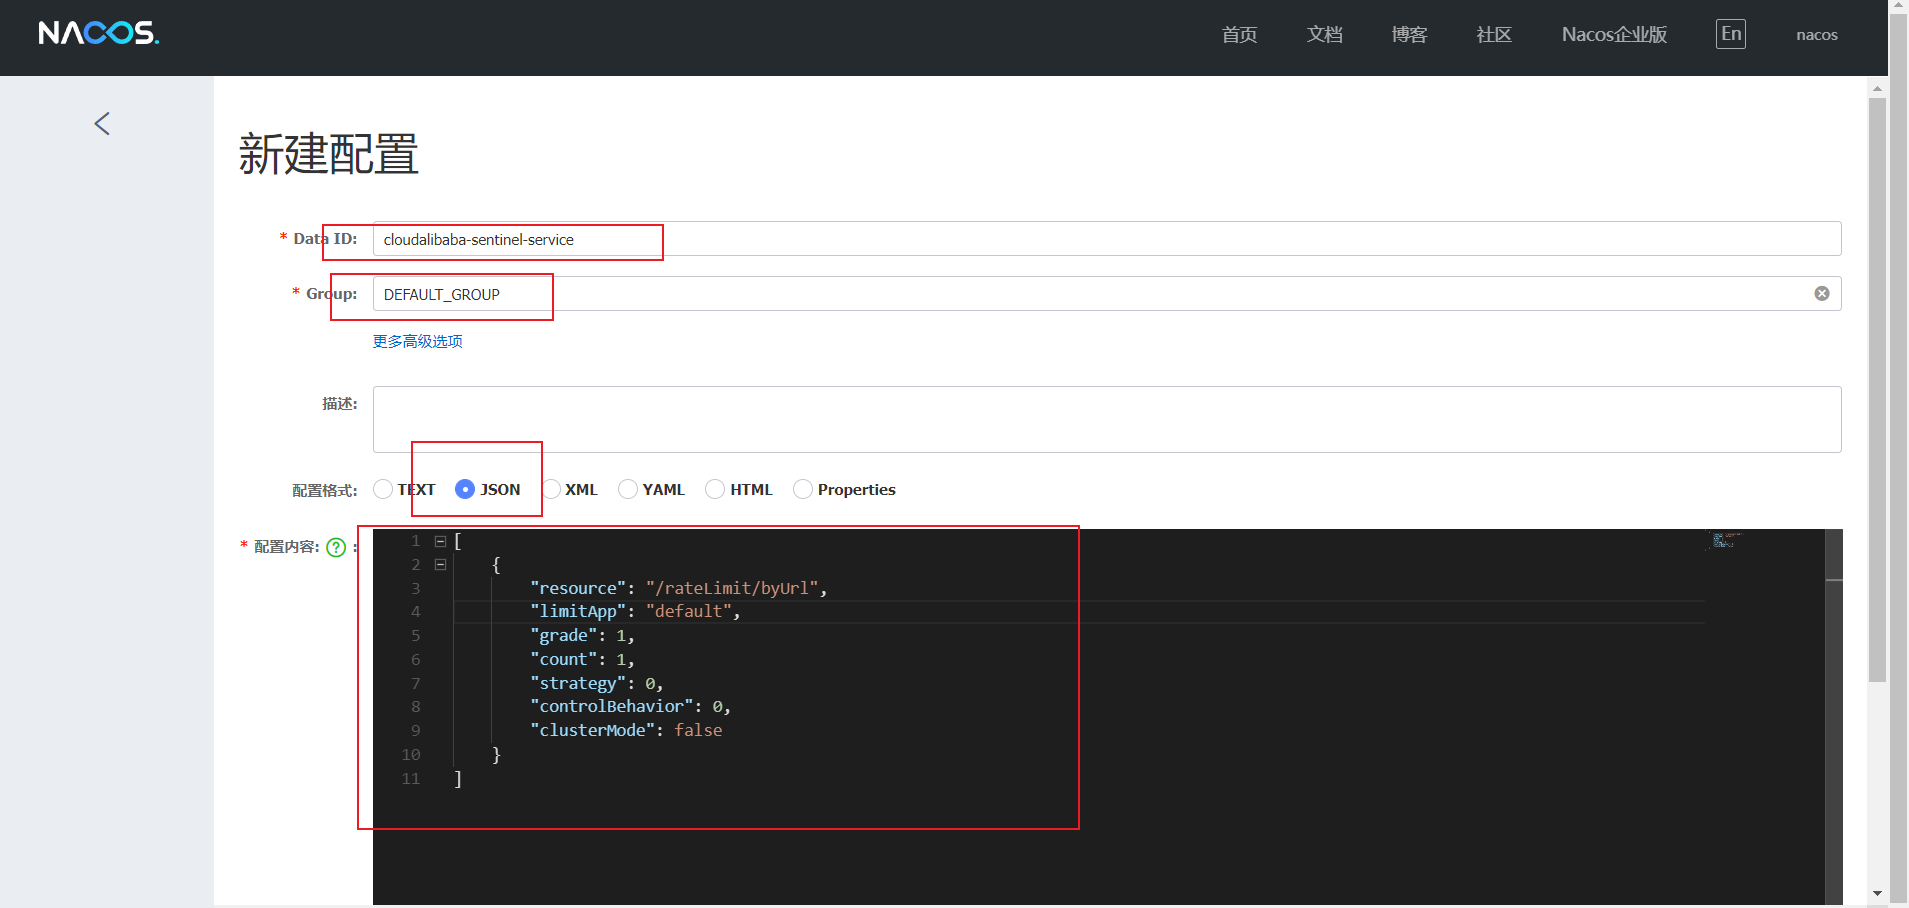 NACOS.
首页 文档 博客 社区 Nacos企业版 En nacos
新建配置
* Data ID: cloudalibaba-sentinel-service
* Group: DEFAULT_GROUP
更多高级选项
描述:
配置格式: TEXT JSON XML YAML HTML Properties
* 配置内容: ? :
1 [
2 {
3 "resource": "/rateLimit/byUrl",
4 "limitApp": "default",
5 "grade": 1,
6 "count": 1,
7 "strategy": 0,
8 "controlBehavior": 0,
9 "clusterMode": false
10 }
11 ]